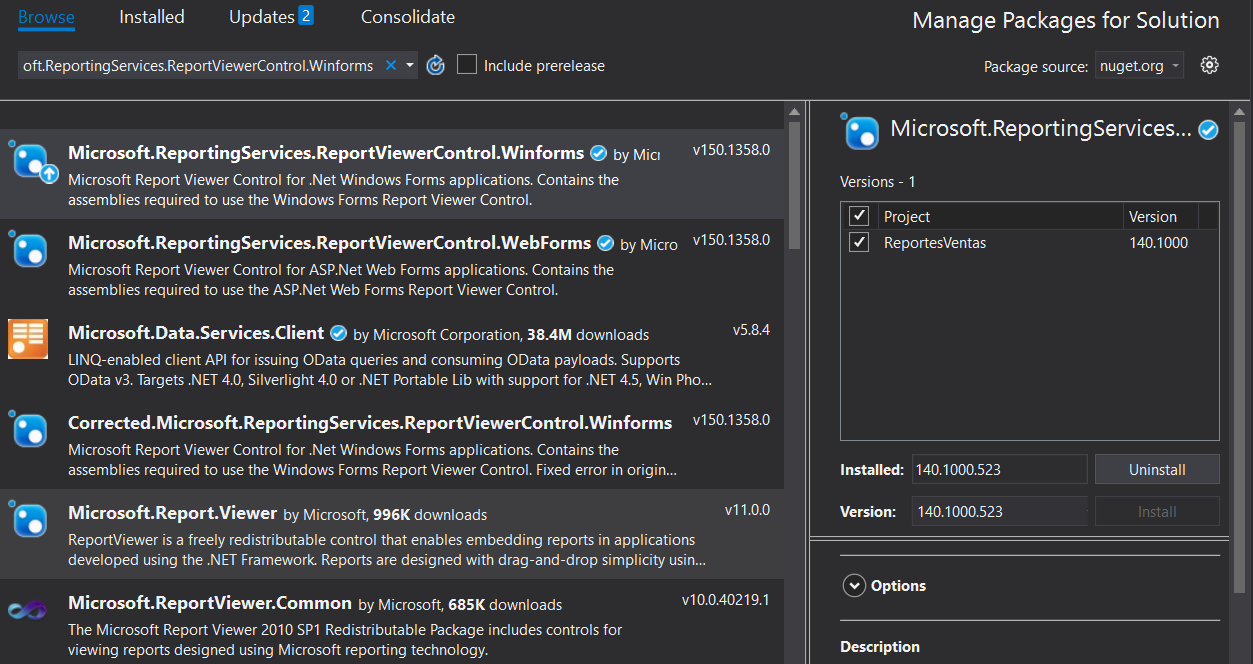 Browse Installed Updates 2 Consolidate
Manage Packages for Solution
oft.ReportingServices.ReportViewerControl.Winforms
Include prerelease
Package source: nuget.org
Microsoft.ReportingServices.ReportViewerControl.Winforms by Micr v150.1358.0
Microsoft Report Viewer Control for .Net Windows Forms applications. Contains the
assemblies required to use the Windows Forms Report Viewer Control.
Microsoft.ReportingServices.ReportViewerControl.WebForms by Micro v150.1358.0
Microsoft Report Viewer Control for ASP.Net Web Forms applications. Contains the
assemblies required to use the ASP.Net Web Forms Report Viewer Control.
Microsoft.Data.Services.Client by Microsoft Corporation, 38.4M downloads v5.8.4
LINQ-enabled client API for issuing OData queries and consuming OData payloads. Supports
OData v3. Targets .NET 4.0, Silverlight 4.0 or .NET Portable Lib with support for .NET 4.5, Win Pho...
Corrected.Microsoft.ReportingServices.ReportViewerControl.Winforms v150.1358.0
Microsoft Report Viewer Control for .Net Windows Forms applications. Contains the
assemblies required to use the Windows Forms Report Viewer Control. Fixed error in origin...
Microsoft.Report.Viewer by Microsoft, 996K downloads v11.0.0
ReportViewer is a freely redistributable control that enables embedding reports in applications
developed using the .NET Framework. Reports are designed with drag-and-drop simplicity usin...
Microsoft.ReportViewer.Common by Microsoft, 685K downloads v10.0.40219.1
The Microsoft Report Viewer 2010 SP1 Redistributable Package includes controls for
viewing reports designed using Microsoft reporting technology.
Microsoft.ReportingServices...
Versions - 1
Project Version
ReportesVentas 140.1000
Installed: 140.1000.523 Uninstall
Version: 140.1000.523 Install
Options
Description